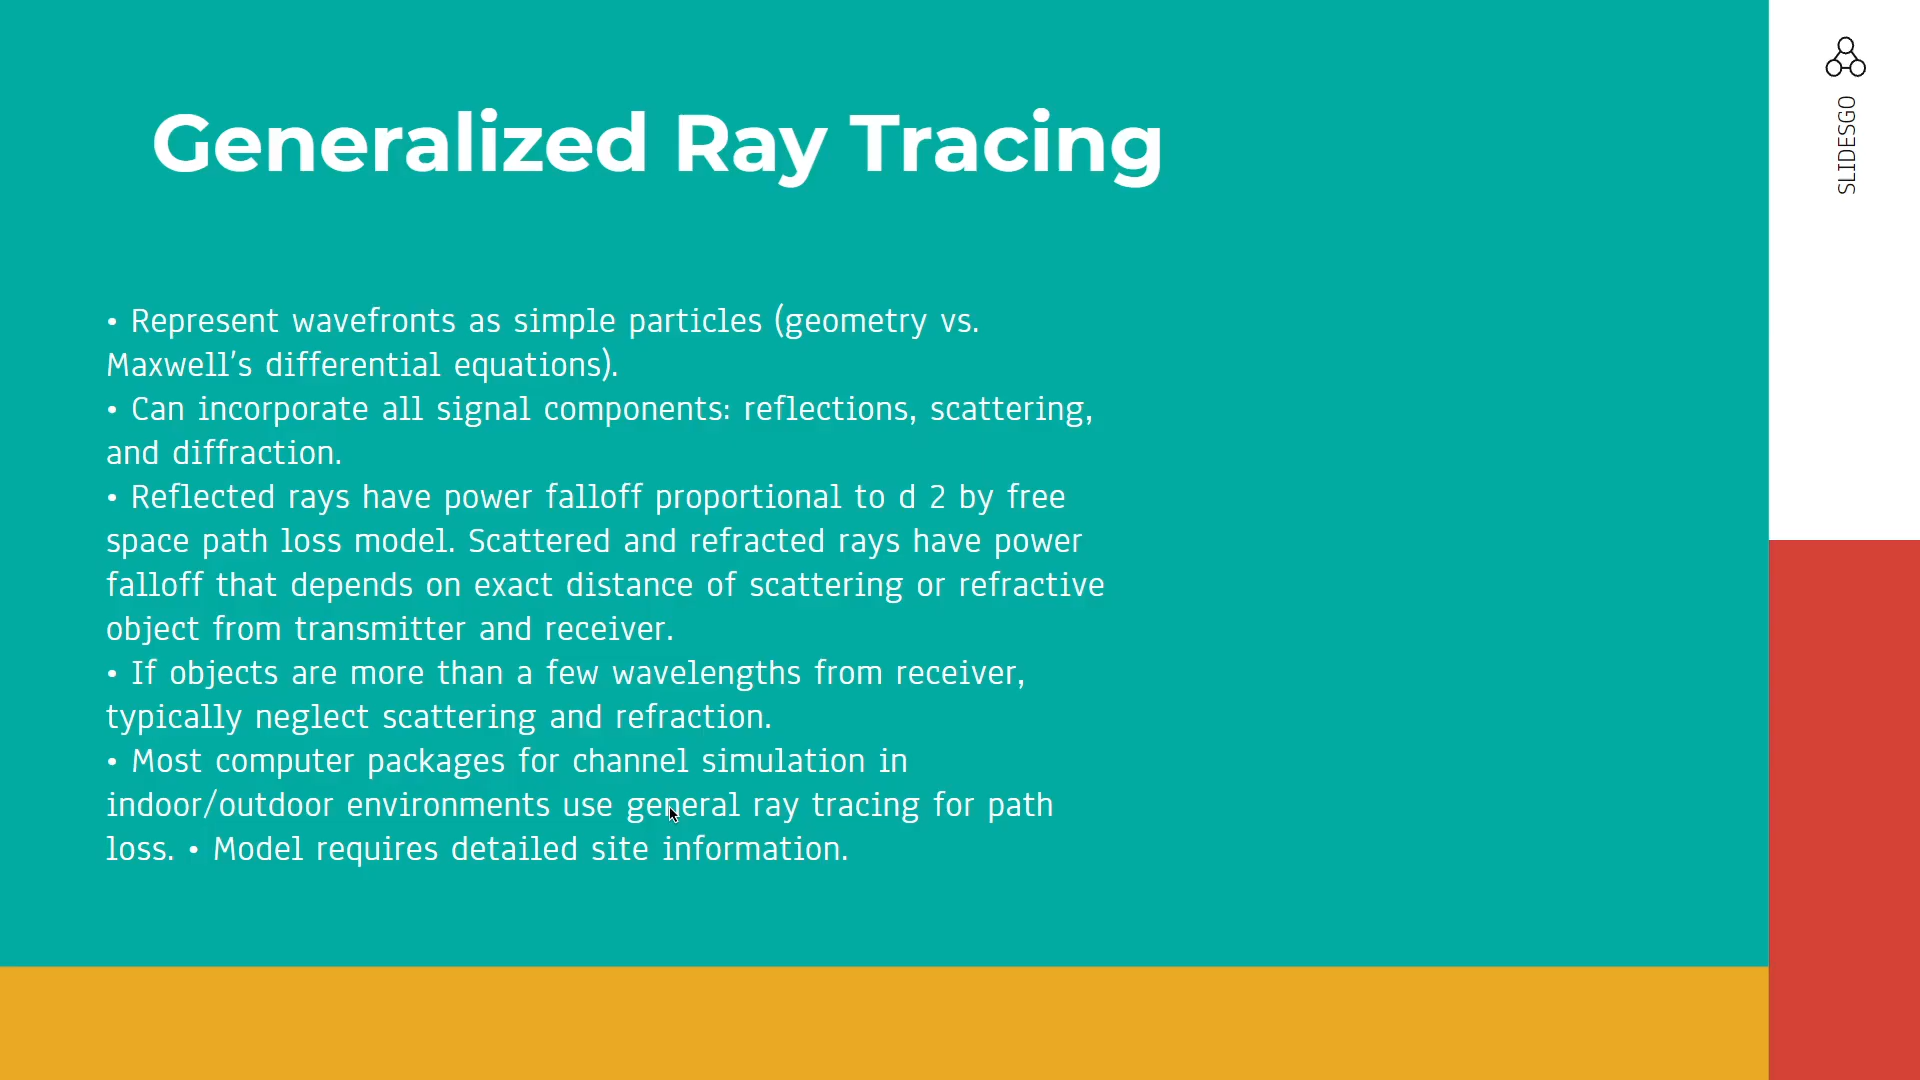 Generalized Ray Tracing
• Represent wavefronts as simple particles (geometry vs.
Maxwell’s differential equations).
• Can incorporate all signal components: reflections, scattering,
and diffraction.
• Reflected rays have power falloff proportional to d 2 by free
space path loss model. Scattered and refracted rays have power
falloff that depends on exact distance of scattering or refractive
object from transmitter and receiver.
• If objects are more than a few wavelengths from receiver,
typically neglect scattering and refraction.
• Most computer packages for channel simulation in
indoor/outdoor environments use general ray tracing for path
loss. • Model requires detailed site information.
SLIDESGO